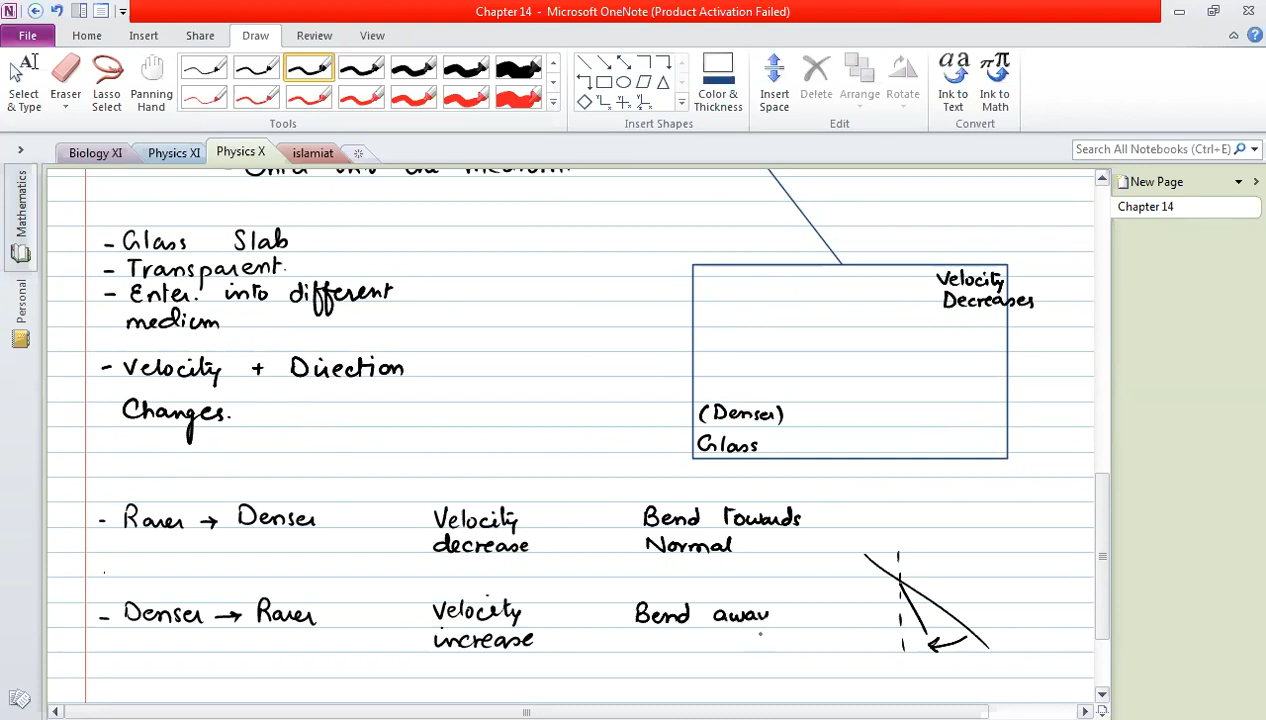 Chapter 14 - Microsoft OneNote (Product Activation Failed)
File Home Insert Share Draw Review View
Select & Type
Eraser
Lasso Select
Panning Hand
Color & Thickness
Insert Space
Delete
Arrange
Rotate
Ink to Text
Ink to Math
Tools
Insert Shapes
Edit
Convert
Biology XI
Physics XI
Physics X
islamiat
Search All Notebooks (Ctrl+E)
New Page
Chapter 14
Mathematics
Personal
- Glass Slab
- Transparent.
- Enter. into different
medium
- Velocity + Direction
Changes.
Velocity
Decreases
(Denser)
Glass
- Rarer → Denser
Velocity
decrease
Bend Towards
Normal
- Denser → Rarer
Velocity
increase
Bend away